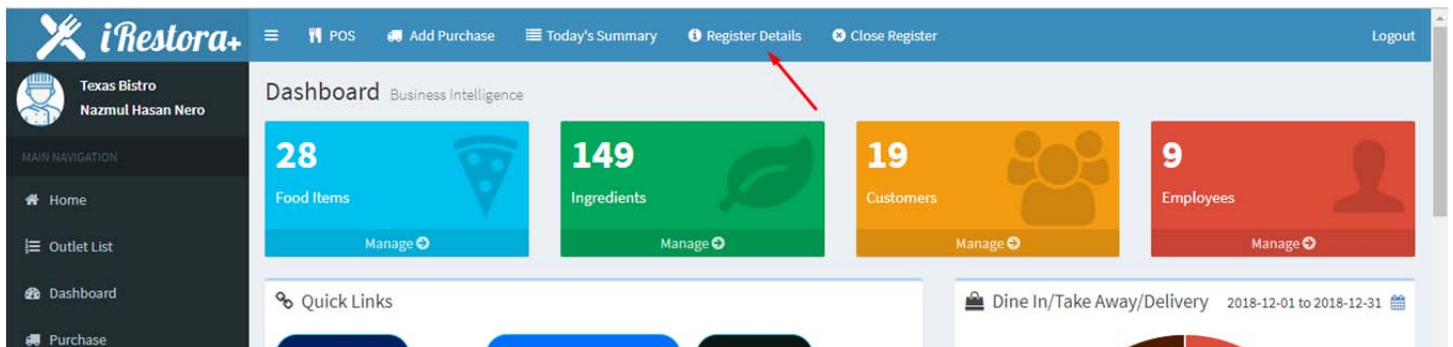 iRestora+
POS Add Purchase Today's Summary Register Details Close Register Logout
Texas Bistro
Nazmul Hasan Nero
Dashboard Business Intelligence
MAIN NAVIGATION
28 149 19 9
Food Items Ingredients Customers Employees
Manage Manage Manage Manage
Home
Outlet List
Dashboard
Purchase
Quick Links
Dine In/Take Away/Delivery 2018-12-01 to 2018-12-31